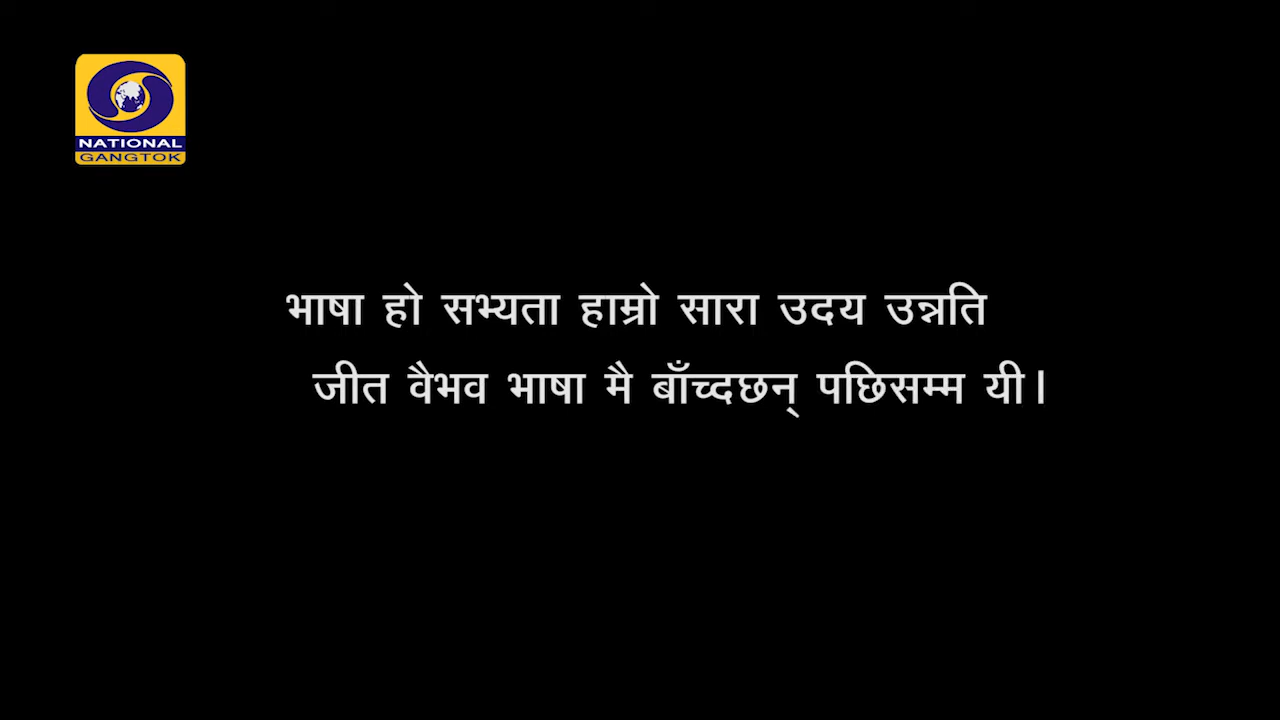 NATIONAL
GANGTOK
भाषा हो सभ्यता हाम्रो सारा उदय उन्नति
जीत वैभव भाषा मै बाँच्दछन् पछिसम्म यी।